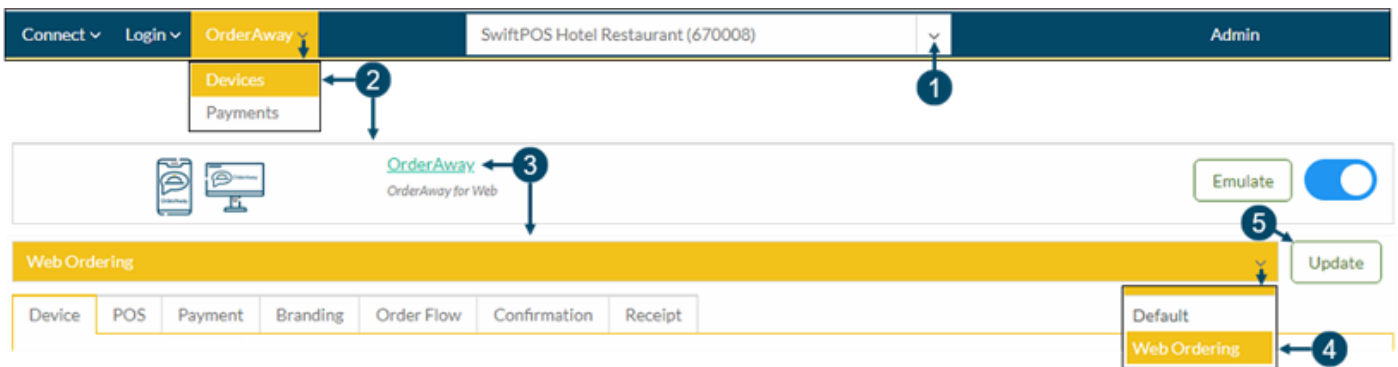 Connect Login OrderAway SwiftPOS Hotel Restaurant (670008) Admin
1
Devices 2
Payments
OrderAway 3
OrderAway for Web
Emulate
5
Web Ordering Update
Device POS Payment Branding Order Flow Confirmation Receipt
Default
Web Ordering 4